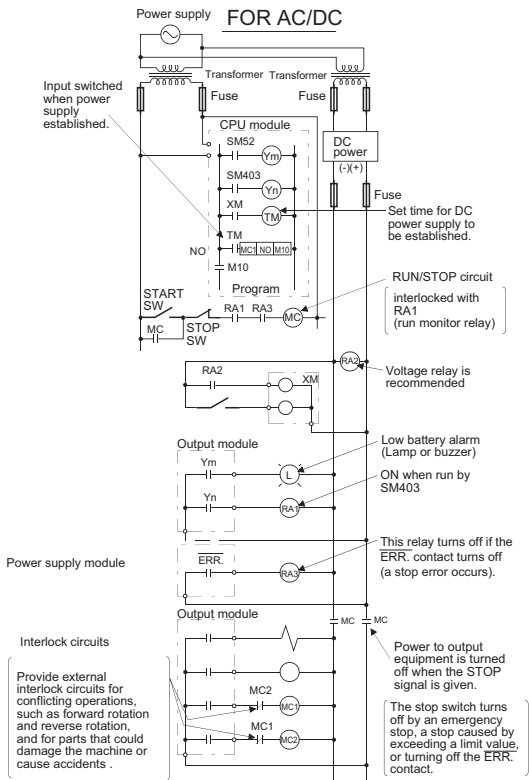 Power supply
FOR AC/DC
Transformer
Transformer
Input switched
when power
supply
established.
Fuse
Fuse
CPU module
SM52
Ym
DC
power
(-)(+)
SM403
Yn
Fuse
XM
TM
Set time for DC
power supply to
be established.
TM
NO
MC1 NO M10
M10
Program
RUN/STOP circuit
interlocked with
RA1
(run monitor relay)
START
SW
RA1 RA3
MC
STOP
SW
MC
RA2
RA2
XM
Voltage relay is
recommended
Output module
Low battery alarm
(Lamp or buzzer)
Ym
L
ON when run by
SM403
Yn
RA1
Power supply module
ERR.
RA3
This relay turns off if the
ERR. contact turns off
(a stop error occurs).
Output module
MC
MC
Interlock circuits
Power to output
equipment is turned
off when the STOP
signal is given.
Provide external
interlock circuits for
conflicting operations,
such as forward rotation
and reverse rotation,
and for parts that could
damage the machine or
cause accidents .
MC2
MC1
MC1
MC2
The stop switch turns
off by an emergency
stop, a stop caused by
exceeding a limit value,
or turning off the ERR.
contact.